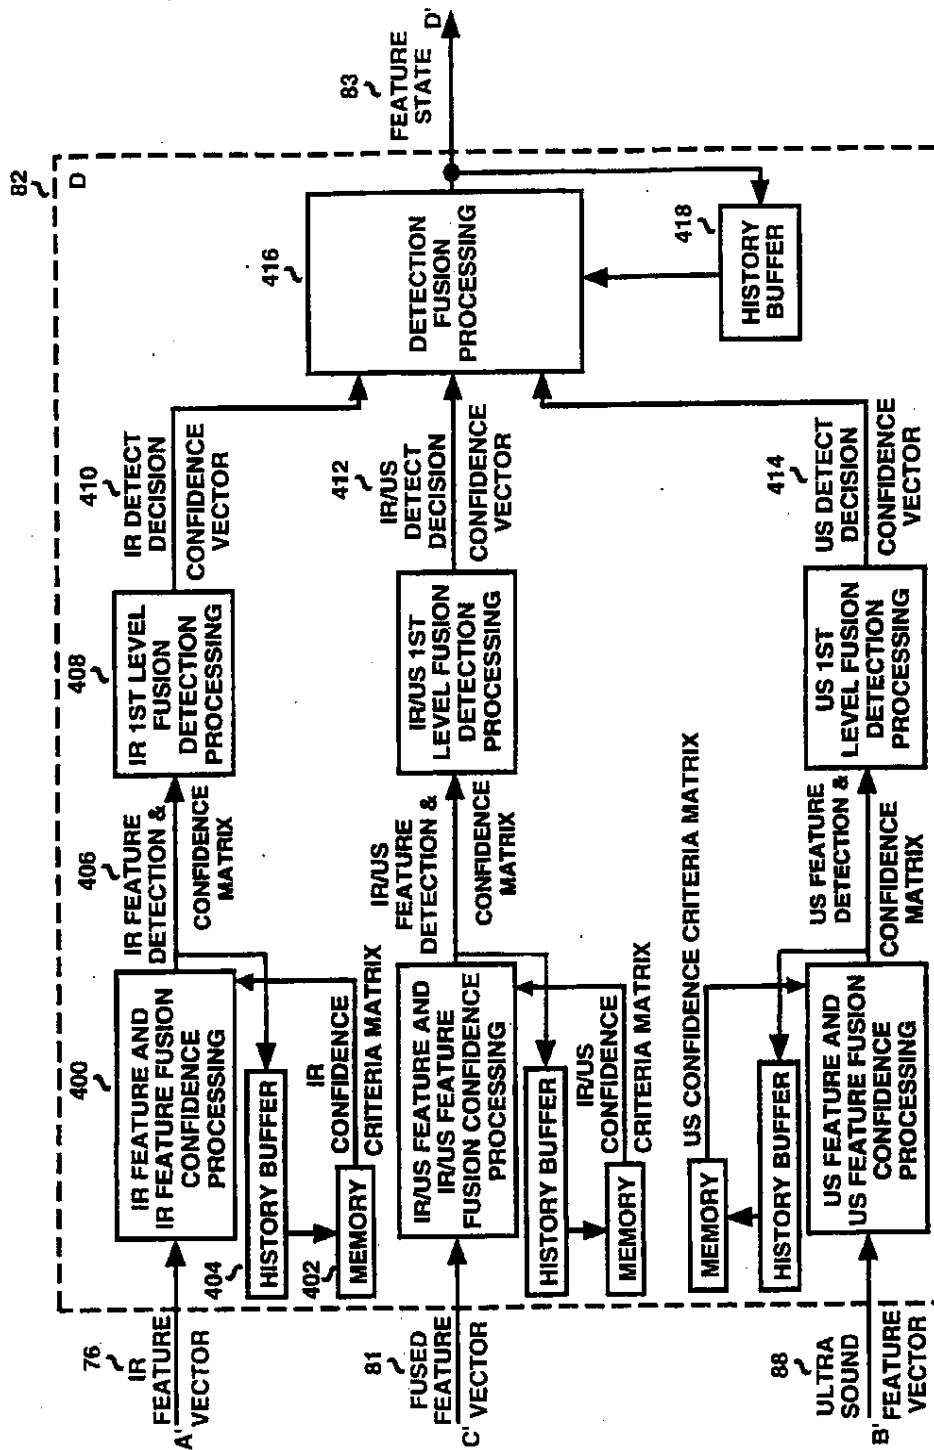 82
D
76
IR
FEATURE
VECTOR
A'
400
IR FEATURE AND
IR FEATURE FUSION
CONFIDENCE
PROCESSING
404
HISTORY BUFFER
402
MEMORY
IR
CONFIDENCE
CRITERIA MATRIX
406
IR FEATURE
DETECTION &
CONFIDENCE
MATRIX
408
IR 1ST LEVEL
FUSION
DETECTION
PROCESSING
410
IR DETECT
DECISION
CONFIDENCE
VECTOR
81
FUSED
FEATURE
VECTOR
C'
IR/US FEATURE AND
IR/US FEATURE
FUSION CONFIDENCE
PROCESSING
HISTORY BUFFER
MEMORY
IR/US
CONFIDENCE
CRITERIA MATRIX
IR/US
FEATURE
DETECTION &
CONFIDENCE
MATRIX
IR/US 1ST
LEVEL FUSION
DETECTION
PROCESSING
412
IR/US
DETECT
DECISION
CONFIDENCE
VECTOR
88
ULTRA
SOUND
FEATURE
VECTOR
B'
MEMORY
HISTORY BUFFER
US CONFIDENCE CRITERIA MATRIX
US FEATURE AND
US FEATURE FUSION
CONFIDENCE
PROCESSING
US FEATURE
DETECTION &
CONFIDENCE
MATRIX
US 1ST
LEVEL FUSION
DETECTION
PROCESSING
414
US DETECT
DECISION
CONFIDENCE
VECTOR
416
DETECTION
FUSION
PROCESSING
418
HISTORY
BUFFER
83
FEATURE
STATE
D'